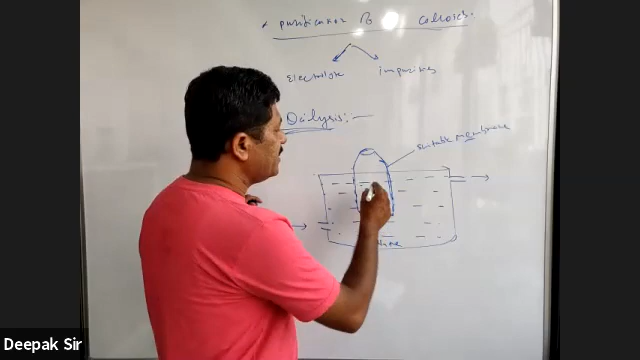 * purification of colloids.
Electrolyte impurities
Dialysis:—
suitable membrane
Deepak Sir